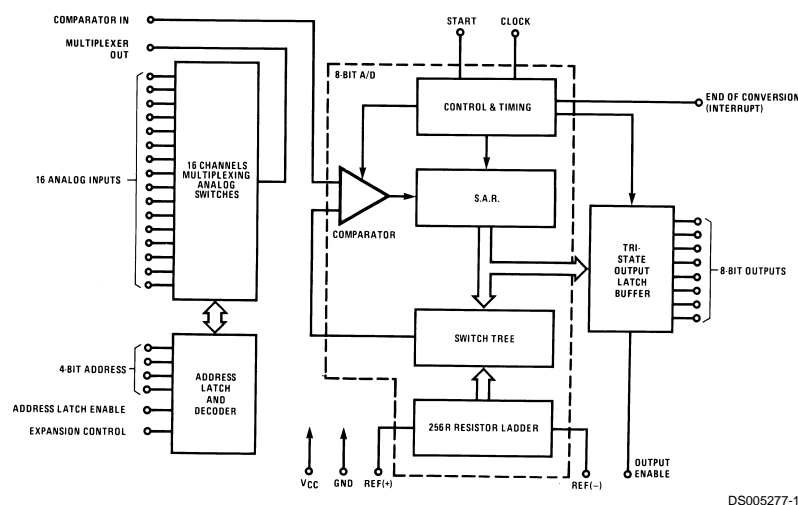 COMPARATOR IN
MULTIPLEXER
OUT
START
CLOCK
8-BIT A/D
CONTROL & TIMING
END OF CONVERSION
(INTERRUPT)
16 ANALOG INPUTS
16 CHANNELS
MULTIPLEXING
ANALOG
SWITCHES
S.A.R.
COMPARATOR
TRI-
STATE
OUTPUT
LATCH
BUFFER
8-BIT OUTPUTS
SWITCH TREE
4-BIT ADDRESS
ADDRESS
LATCH
AND
DECODER
ADDRESS LATCH ENABLE
EXPANSION CONTROL
256R RESISTOR LADDER
VCC
GND
REF(+)
REF(−)
OUTPUT
ENABLE
DS005277-1